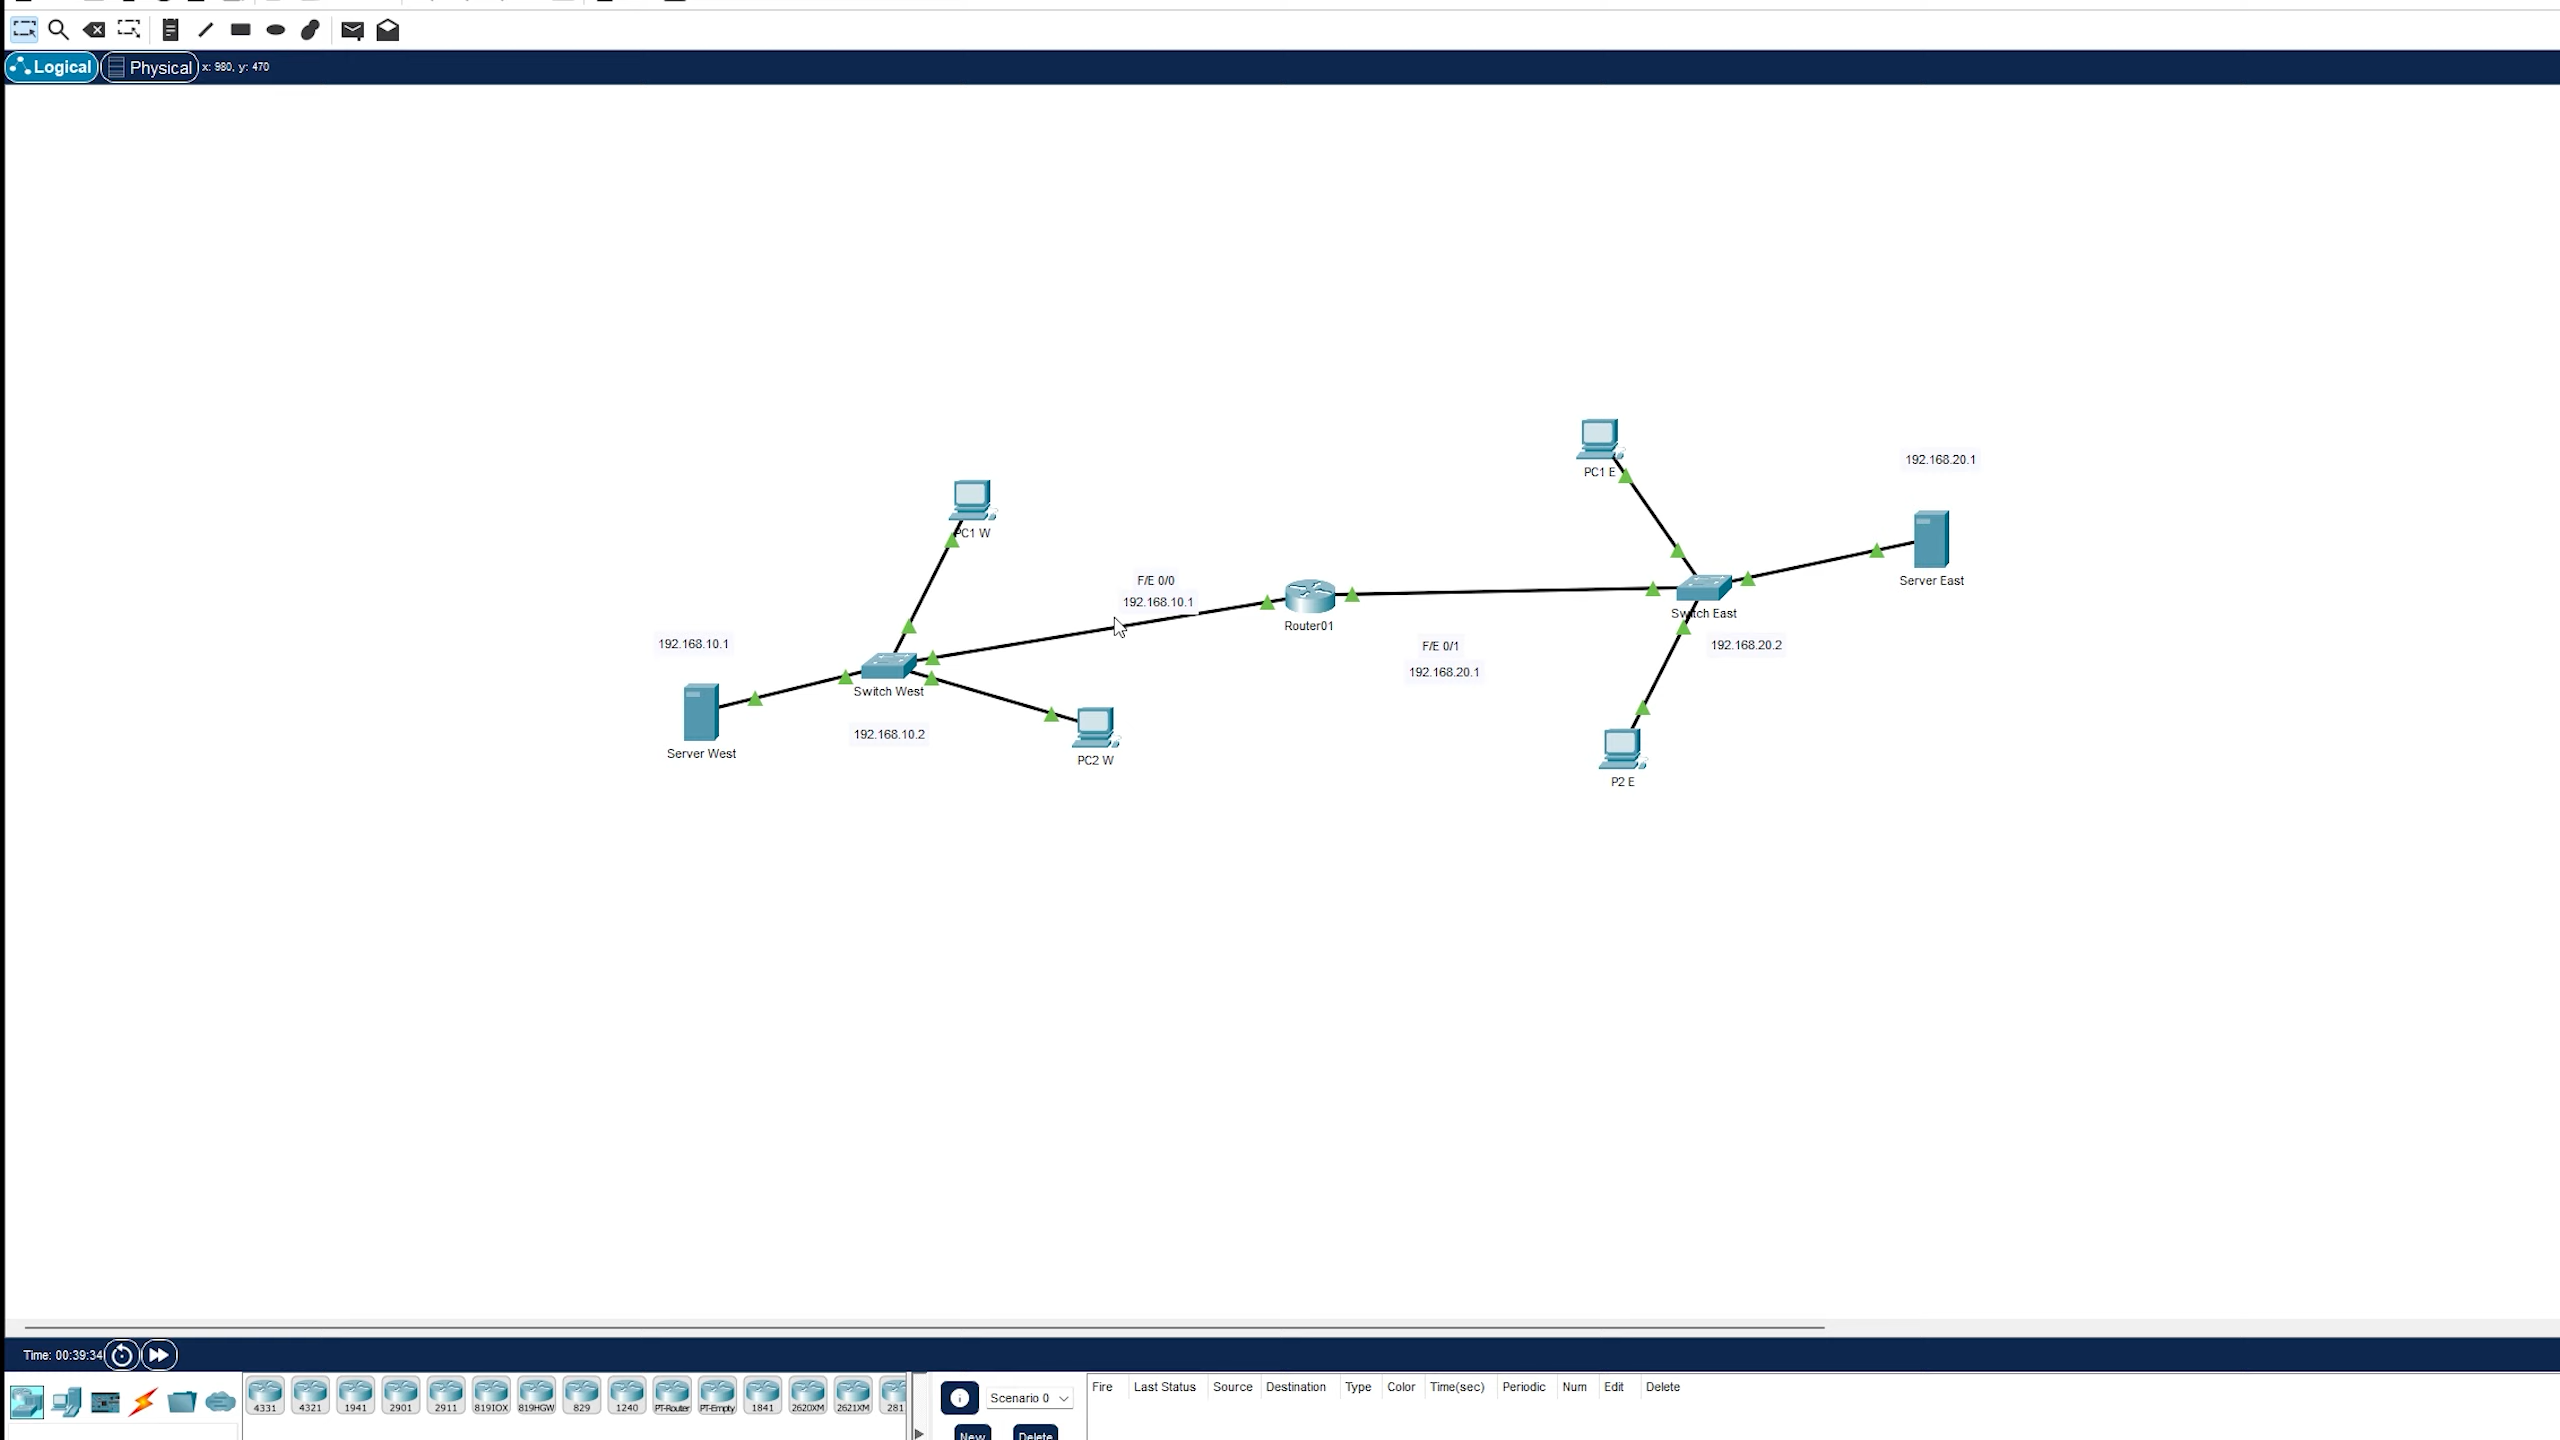 Logical
Physical
x: 980, y: 470
PC1 E
192.168.20.1
PC1 W
F/E 0/0
192.168.10.1
Server East
Router01
Switch East
192.168.10.1
F/E 0/1
192.168.20.2
192.168.20.1
Switch West
192.168.10.2
Server West
PC2 W
P2 E
Time: 00:39:34
4331
4321
1941
2901
2911
819IOX
819HGW
829
1240
PT-Router
PT-Empty
1841
2620XM
2621XM
281
Scenario 0
New
Delete
Fire
Last Status
Source
Destination
Type
Color
Time(sec)
Periodic
Num
Edit
Delete